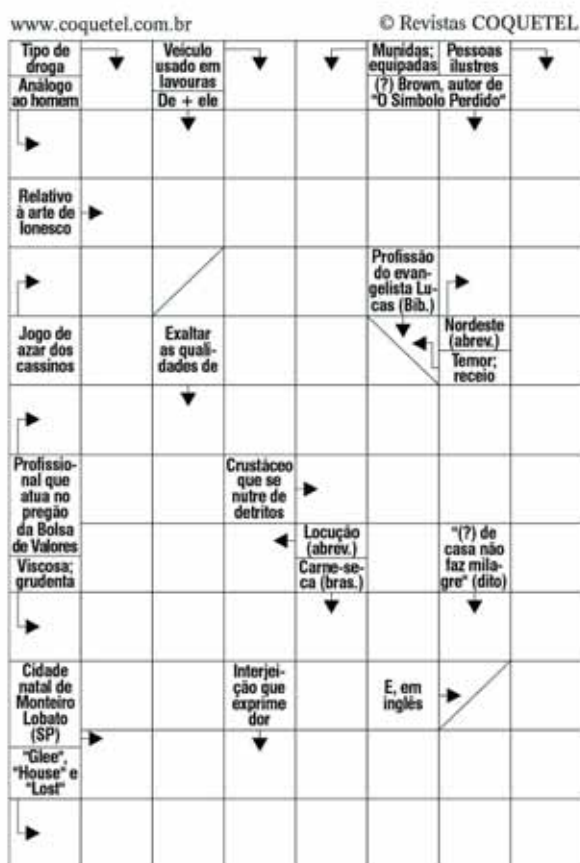 www.coquetel.com.br
© Revistas COQUETEL
Tipo de
droga
Análogo
ao homem
Veículo
usado em
lavouras
De + ele
Munidas;
equipadas
Pessoas
ilustres
(?) Brown, autor de
"O Símbolo Perdido"
Relativo
à arte de
Ionesco
Profissão
do evan-
gelista Lu-
cas (Bíb.)
Jogo de
azar dos
cassinos
Exaltar
as quali-
dades de
Nordeste
(abrev.)
Temor;
receio
Profissio-
nal que
atua no
pregão
da Bolsa
de Valores
Viscosa;
grudenta
Crustáceo
que se
nutre de
detritos
Locução
(abrev.)
Carne-se-
ca (bras.)
"(?) de
casa não
faz mila-
gre" (dito)
Cidade
natal de
Monteiro
Lobato
(SP)
"Glee",
"House" e
"Lost"
Interjei-
ção que
exprime
dor
E, em
inglês